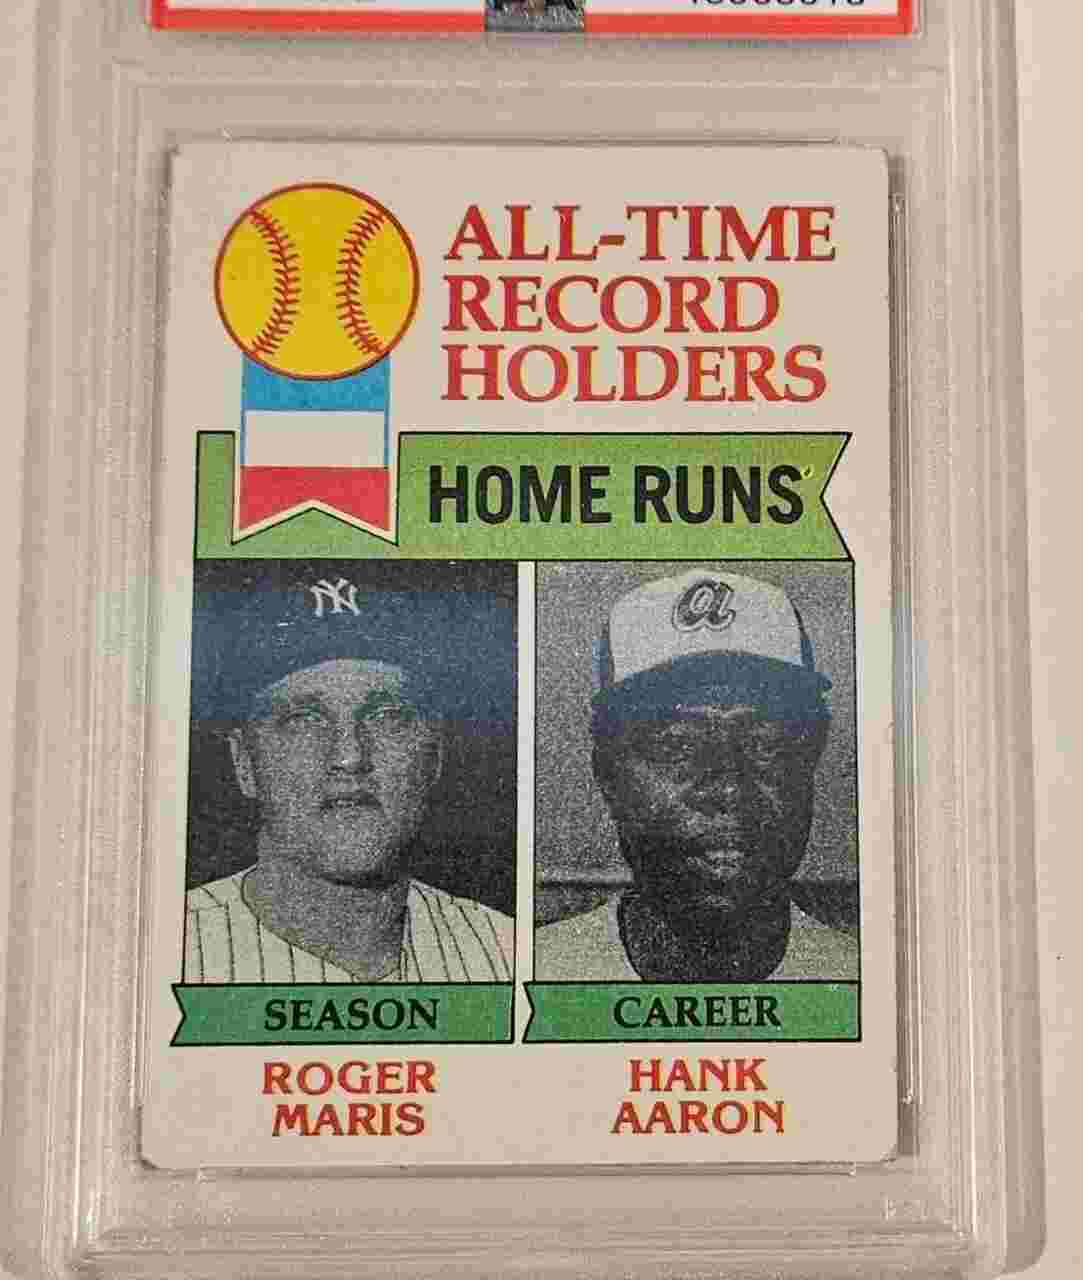 ALL-TIME
RECORD
HOLDERS
HOME RUNS
NY
a
SEASON
CAREER
ROGER
MARIS
HANK
AARON